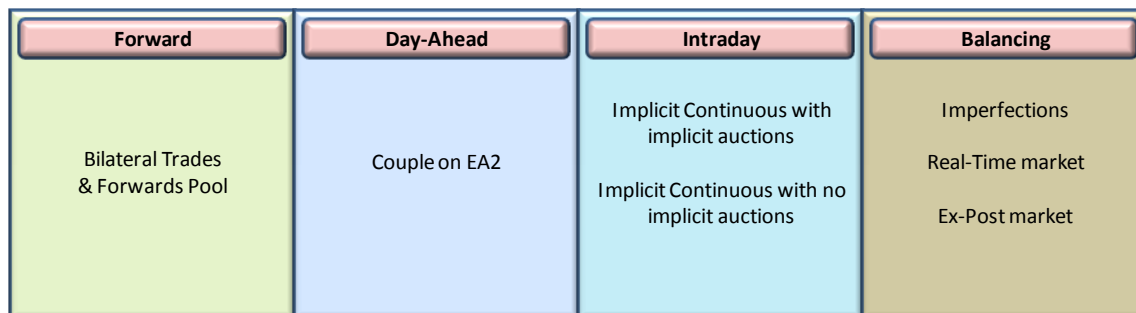 Forward
Bilateral Trades
& Forwards Pool
Day-Ahead
Couple on EA2
Intraday
Implicit Continuous with
implicit auctions
Implicit Continuous with no
implicit auctions
Balancing
Imperfections
Real-Time market
Ex-Post market